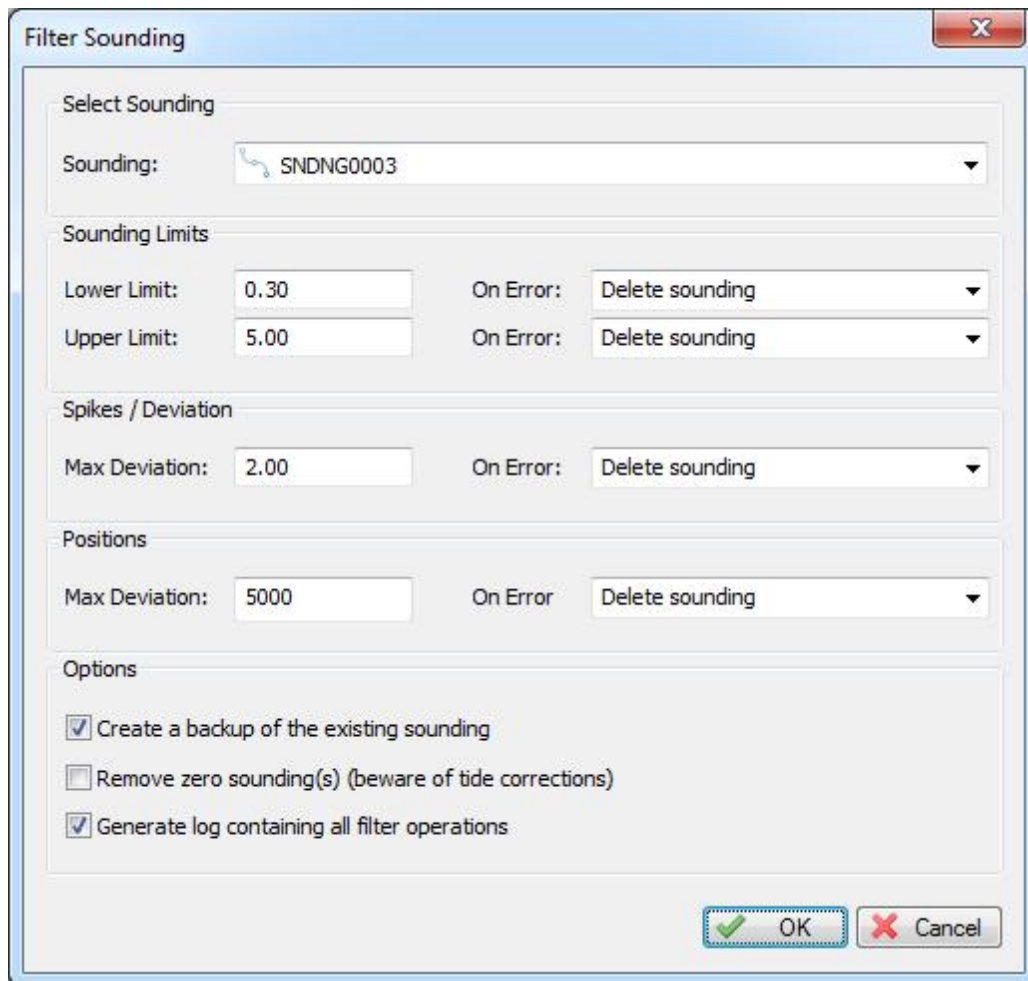 Filter Sounding
Select Sounding
Sounding: SNDNG0003
Sounding Limits
Lower Limit: 0.30 On Error: Delete sounding
Upper Limit: 5.00 On Error: Delete sounding
Spikes / Deviation
Max Deviation: 2.00 On Error: Delete sounding
Positions
Max Deviation: 5000 On Error Delete sounding
Options
Create a backup of the existing sounding
Remove zero sounding(s) (beware of tide corrections)
Generate log containing all filter operations
OK Cancel